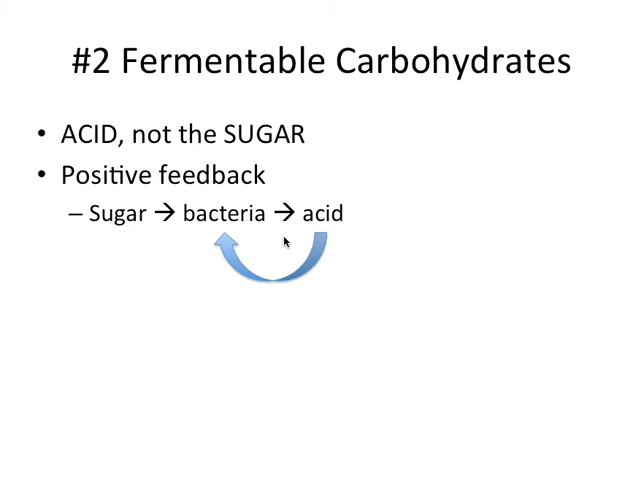 #2 Fermentable Carbohydrates
• ACID, not the SUGAR
• Positive feedback
– Sugar → bacteria → acid